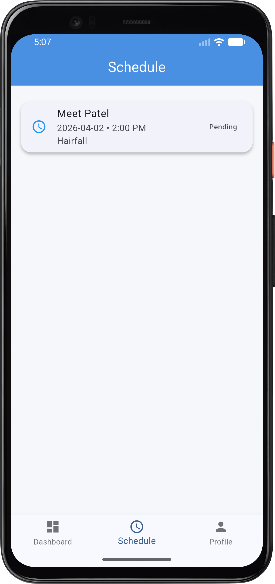 5:07
Schedule
Meet Patel
2026-04-02 • 2:00 PM
Pending
Hairfall
Dashboard
Schedule
Profile